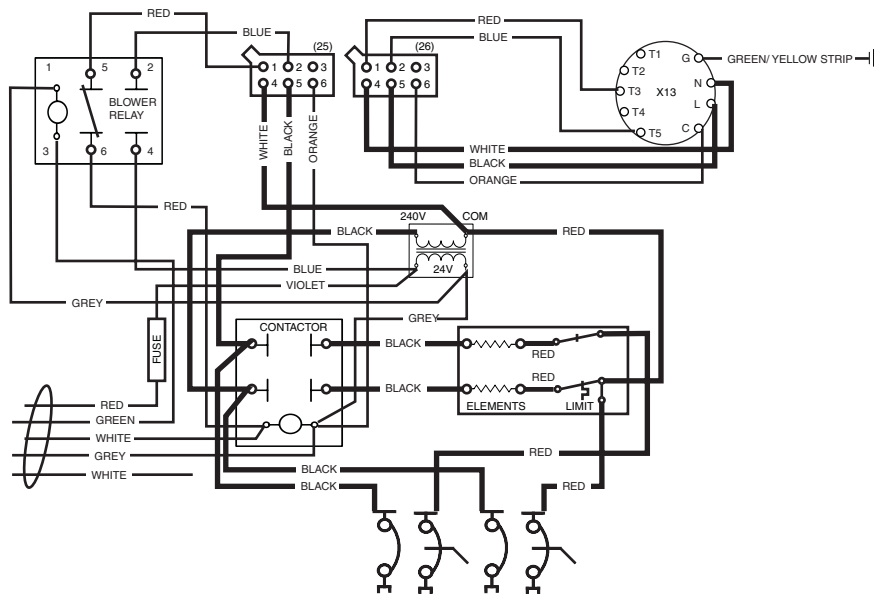 RED
BLUE
(25)
(26)
RED
BLUE
1 5 2
BLOWER
RELAY
3 6 4
1 2 3
4 5 6
1 2 3
4 5 6
T1
T2
T3
T4
T5
X13
G
N
L
C
GREEN/ YELLOW STRIP
WHITE
BLACK
ORANGE
WHITE
BLACK
ORANGE
RED
240V
COM
BLACK
RED
BLUE
24V
VIOLET
GREY
GREY
CONTACTOR
FUSE
BLACK
RED
BLACK
RED
ELEMENTS
LIMIT
RED
GREEN
WHITE
GREY
WHITE
RED
BLACK
BLACK
RED